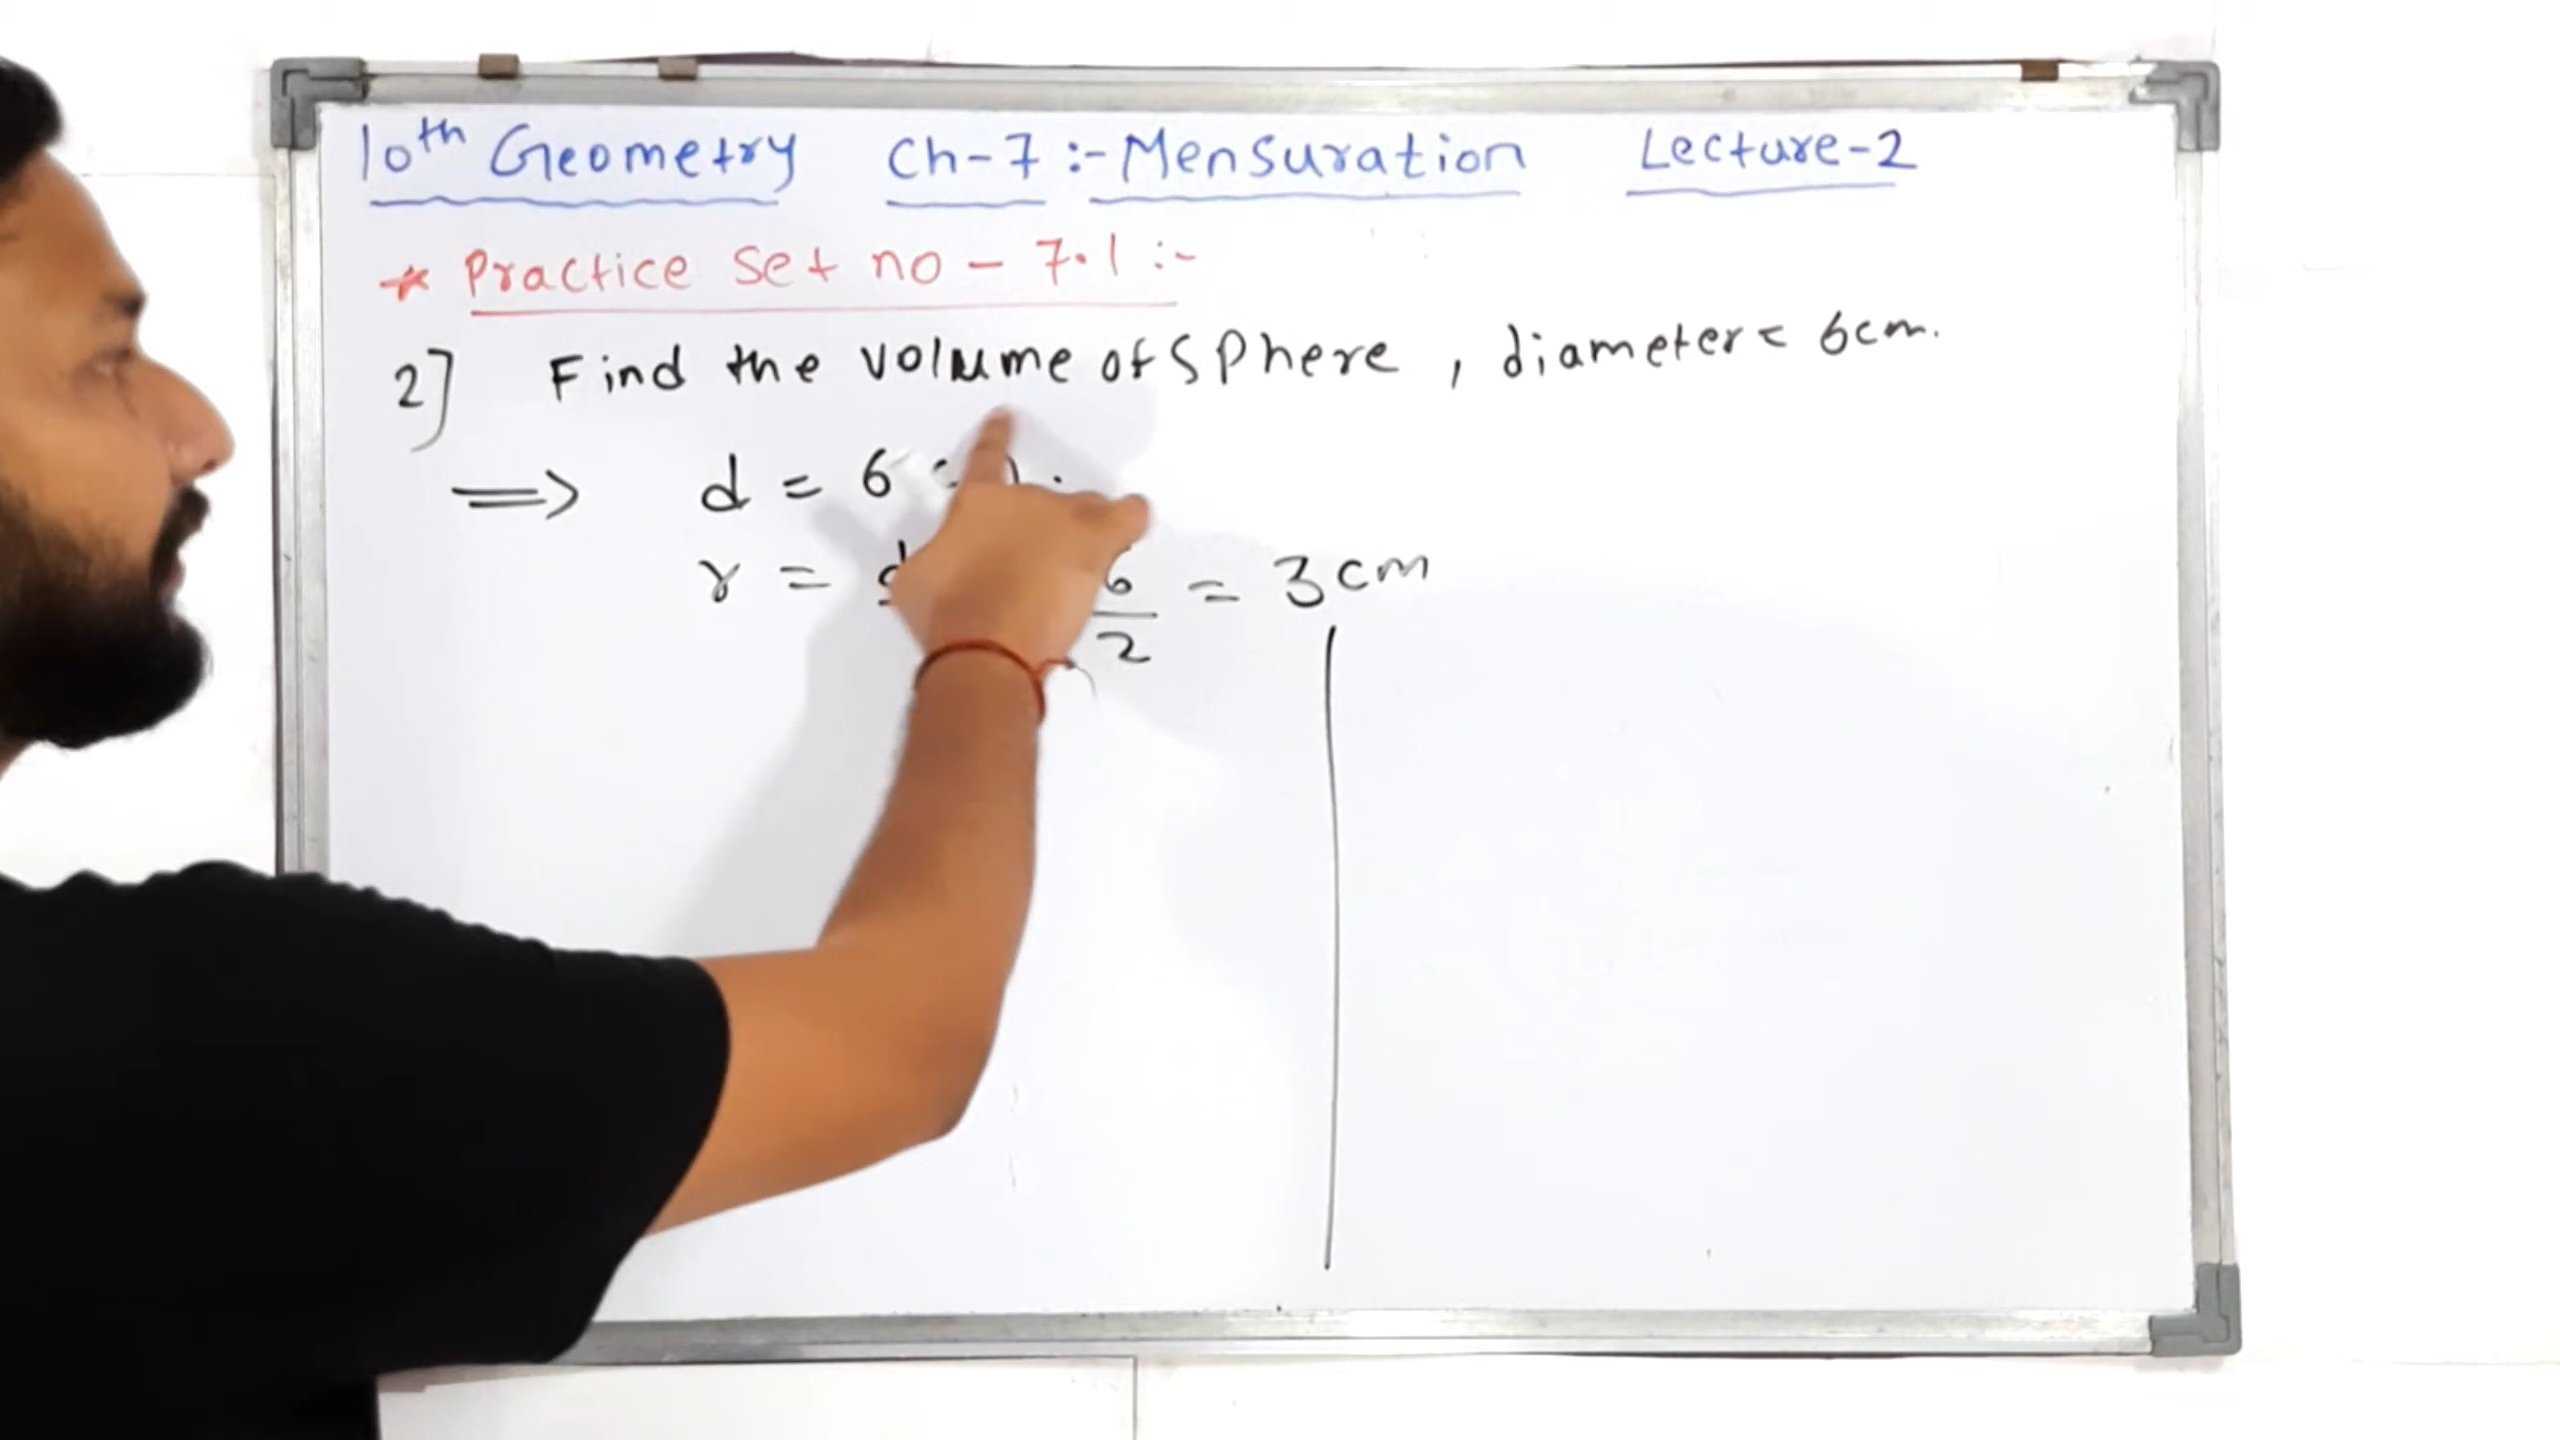 10th Geometry Ch-7 :- Mensuration Lecture-2
* Practice Set no - 7.1 :-
2] Find the volume of Sphere , diameter = 6cm.
⟹ d = 6
r = 6/2 = 3cm